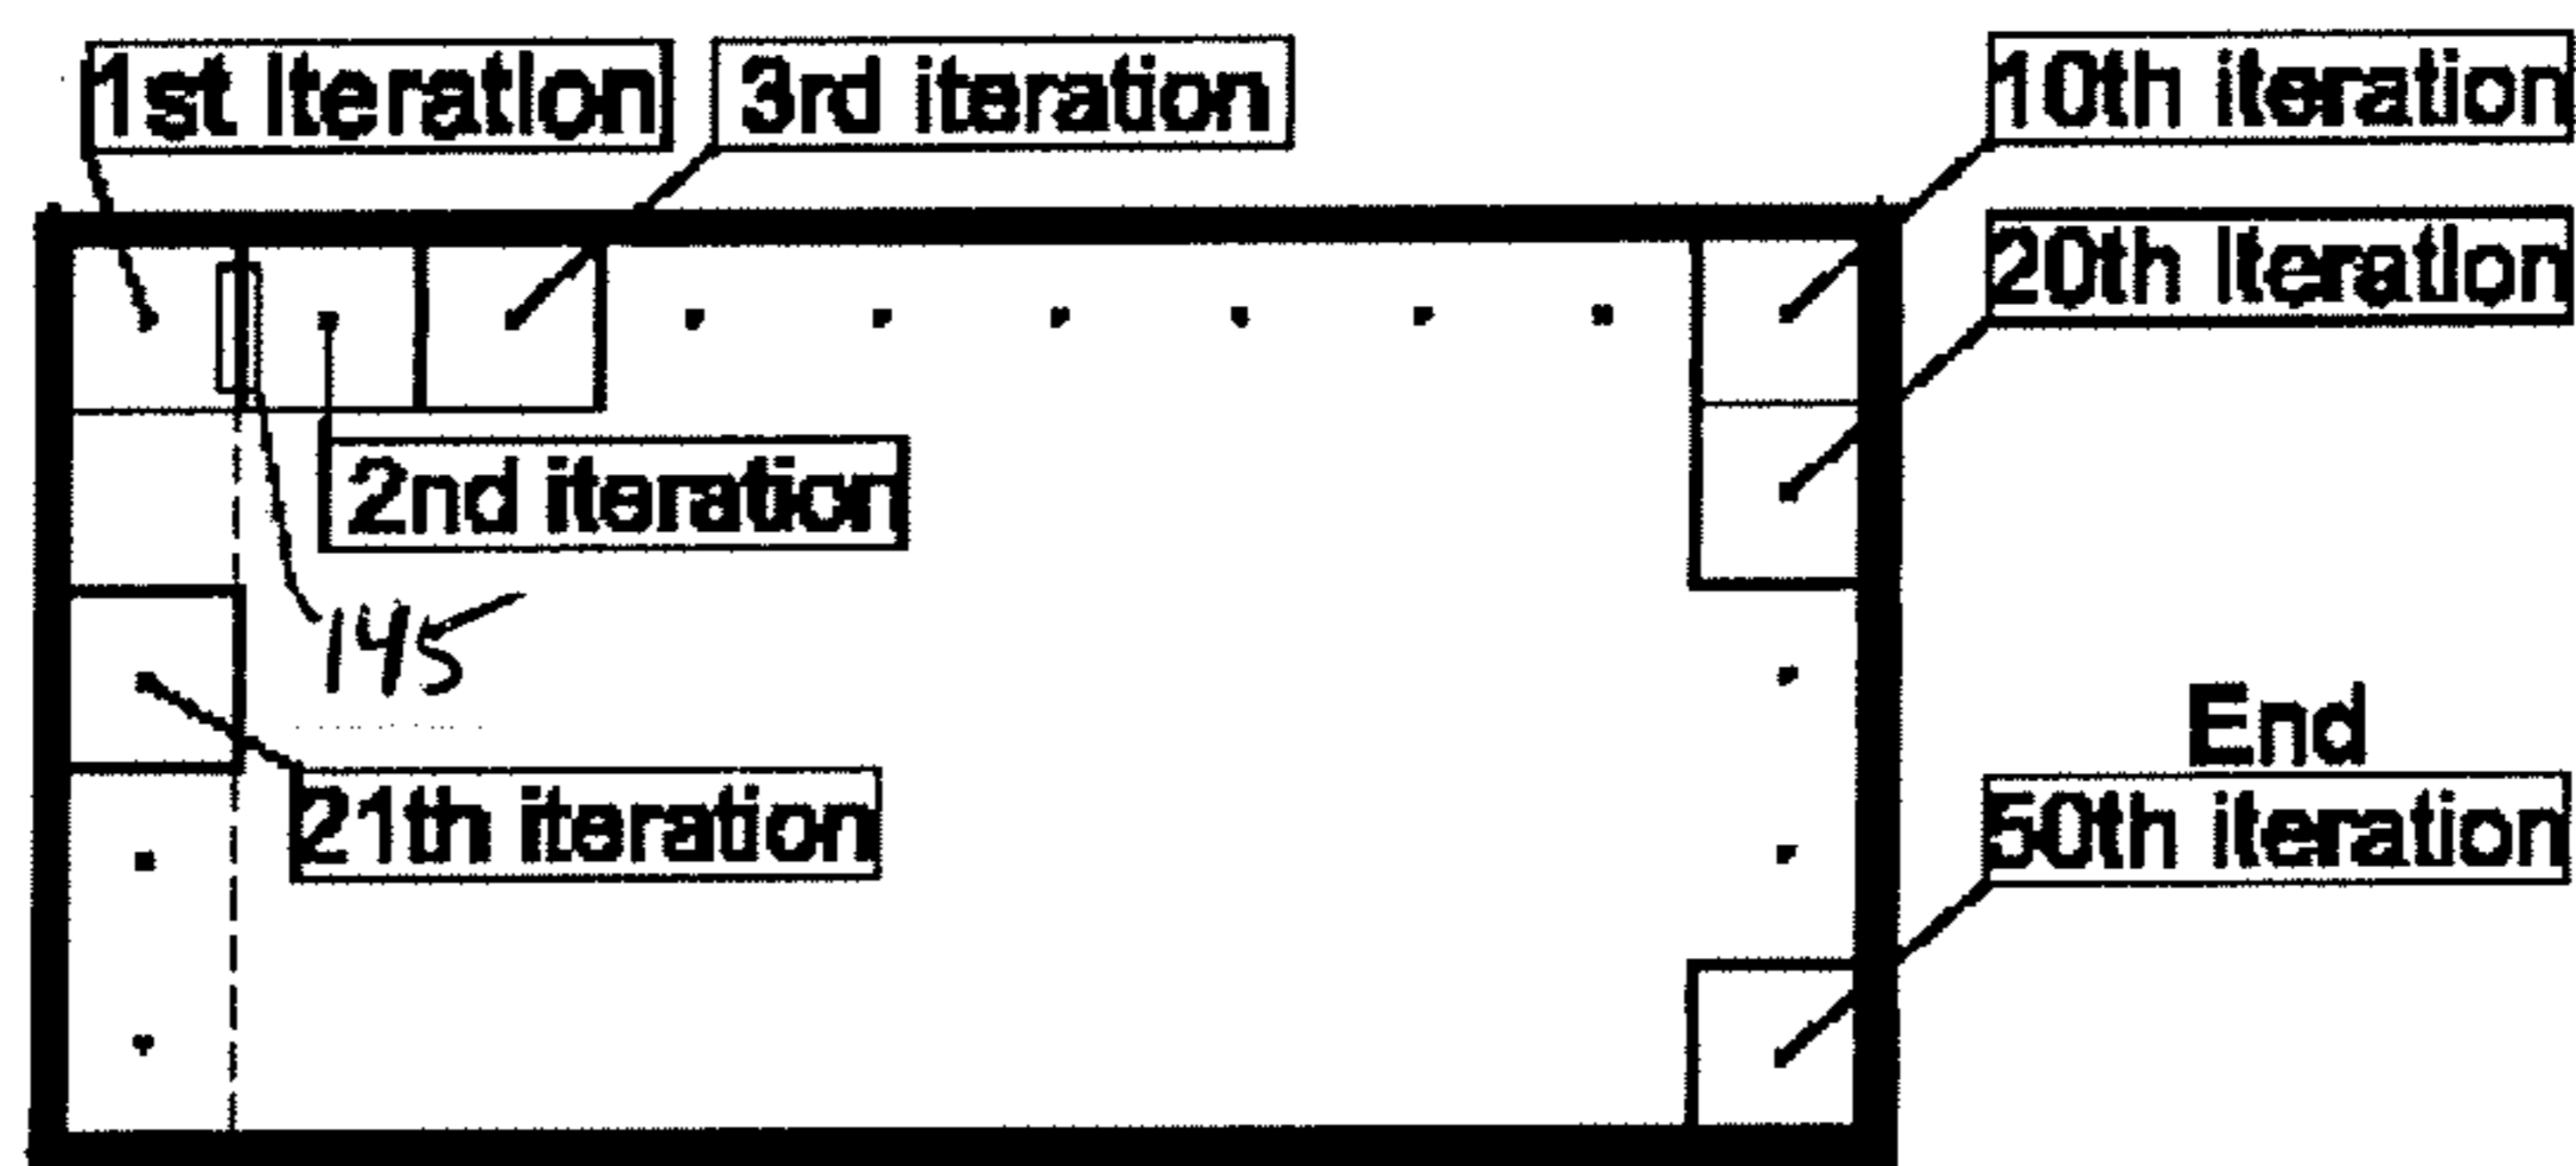 1st iteration
3rd iteration
10th iteration
20th iteration
2nd iteration
145
21th iteration
End
50th iteration